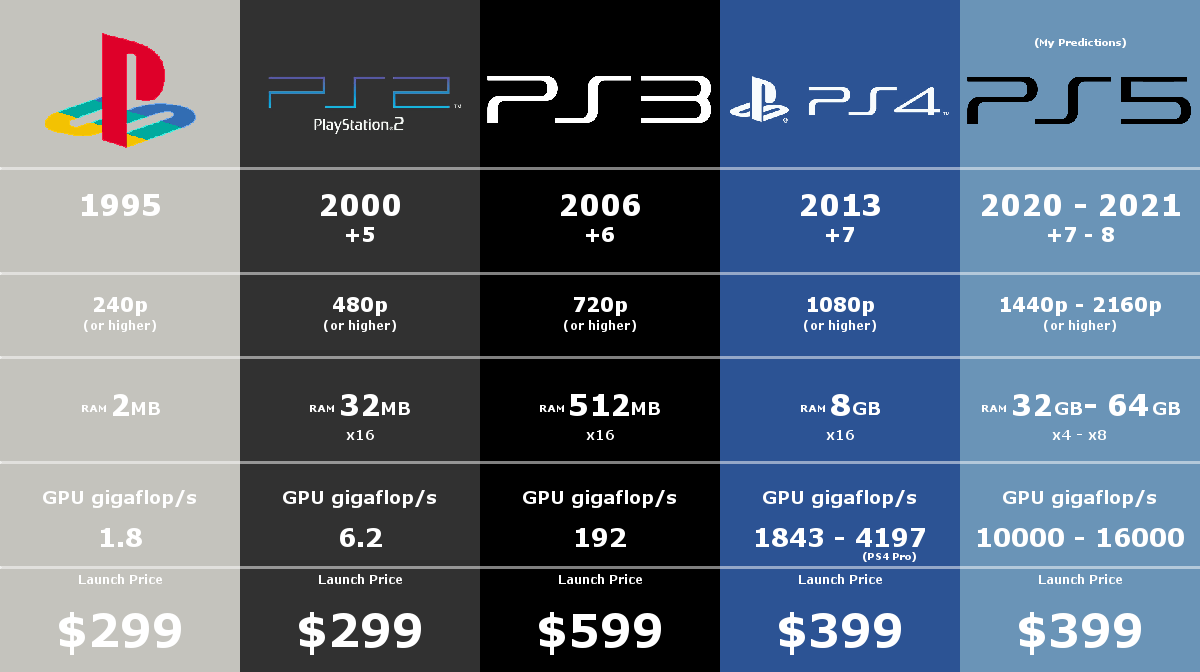 (My Predictions)
PS2 ™
PlayStation®2
PS3
® PS4 ™
PS5
1995
2000
+5
2006
+6
2013
+7
2020 - 2021
+7 - 8
240p
(or higher)
480p
(or higher)
720p
(or higher)
1080p
(or higher)
1440p - 2160p
(or higher)
RAM 2MB
RAM 32MB
x16
RAM 512MB
x16
RAM 8GB
x16
RAM 32GB- 64GB
x4 - x8
GPU gigaflop/s
1.8
GPU gigaflop/s
6.2
GPU gigaflop/s
192
GPU gigaflop/s
1843 - 4197
(PS4 Pro)
GPU gigaflop/s
10000 - 16000
Launch Price
$299
Launch Price
$299
Launch Price
$599
Launch Price
$399
Launch Price
$399